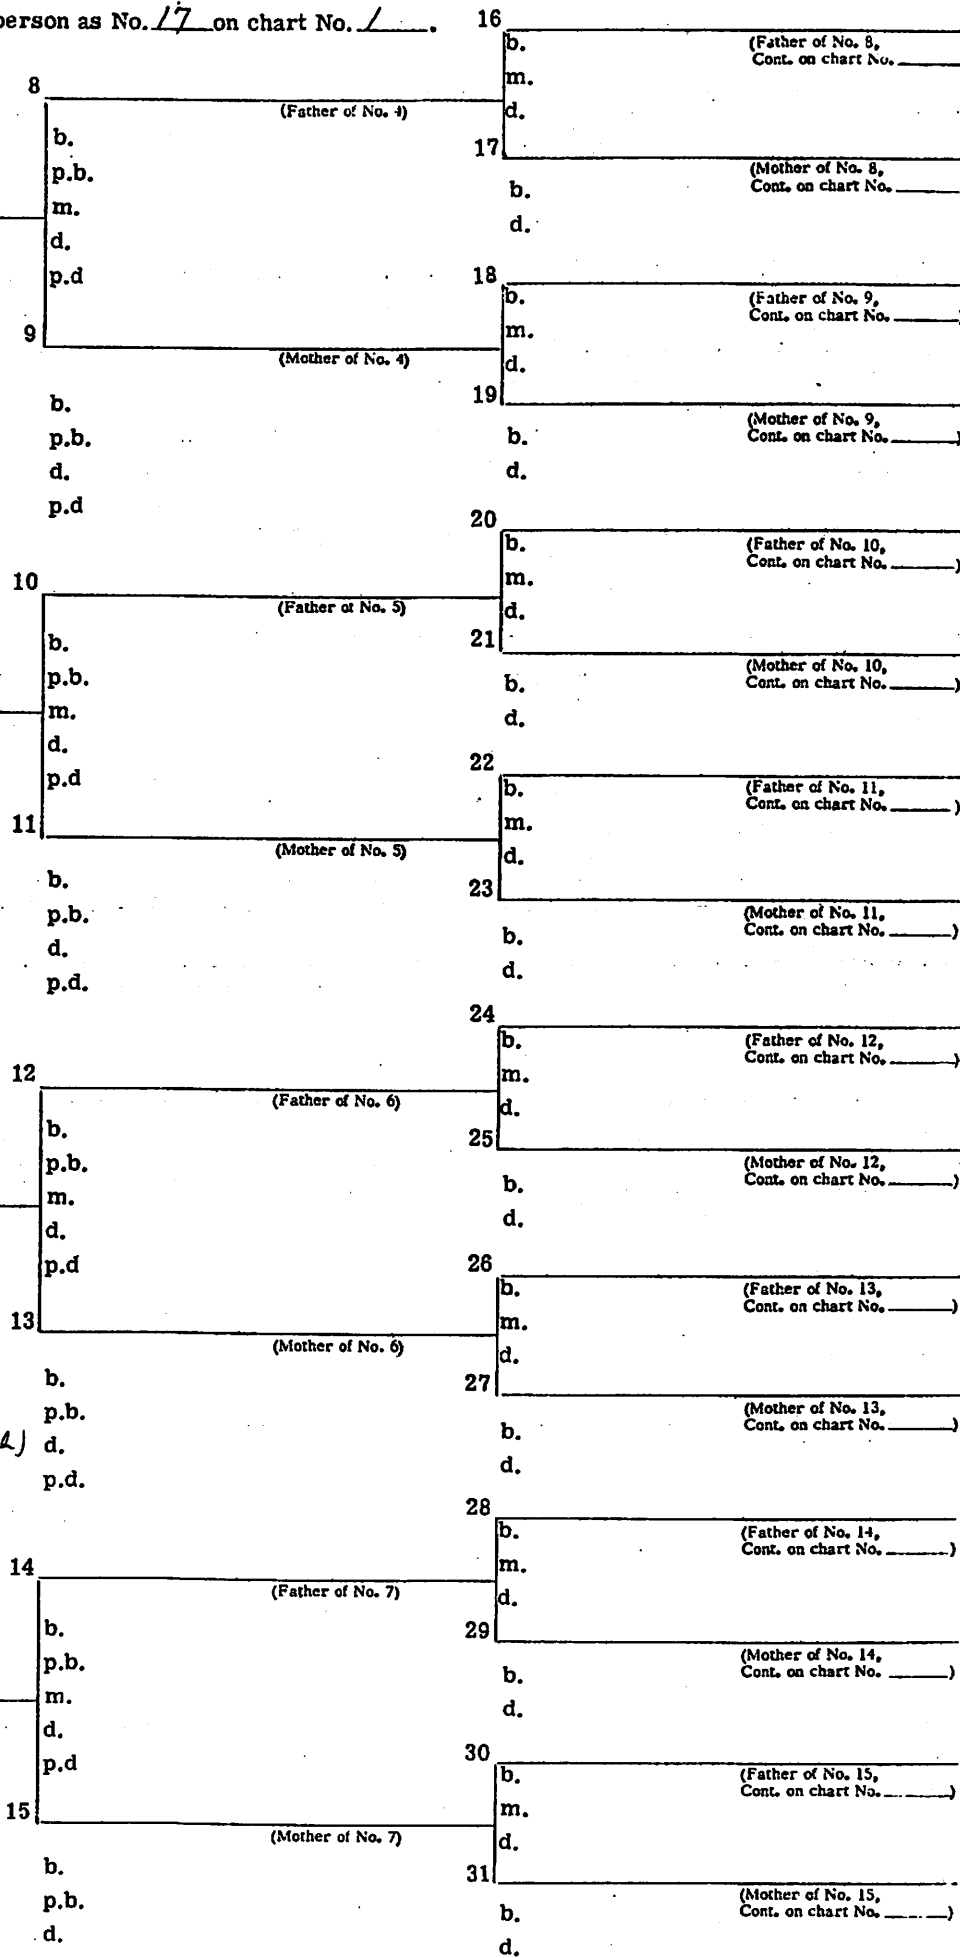 person as No. 17 on chart No. 1.
8
(Father of No. 4)
b.
p.b.
m.
d.
p.d
9
(Mother of No. 4)
b.
p.b.
d.
p.d
10
(Father of No. 5)
b.
p.b.
m.
d.
p.d
11
(Mother of No. 5)
b.
p.b.
d.
p.d.
12
(Father of No. 6)
b.
p.b.
m.
d.
p.d
13
(Mother of No. 6)
b.
p.b.
d.
p.d.
14
(Father of No. 7)
b.
p.b.
m.
d.
p.d
15
(Mother of No. 7)
b.
p.b.
d.
16
b.
(Father of No. 8,
Cont. on chart No.
m.
d.
17
(Mother of No. 8,
Cont. on chart No.
b.
d.
18
b.
(Father of No. 9,
Cont. on chart No. )
m.
d.
19
(Mother of No. 9,
Cont. on chart No. )
b.
d.
20
b.
(Father of No. 10,
Cont. on chart No. )
m.
d.
21
(Mother of No. 10,
Cont. on chart No. )
b.
d.
22
b.
(Father of No. 11,
Cont. on chart No. )
m.
d.
23
(Mother of No. 11,
Cont. on chart No. )
b.
d.
24
b.
(Father of No. 12,
Cont. on chart No. )
m.
d.
25
(Mother of No. 12,
Cont. on chart No. )
b.
d.
26
b.
(Father of No. 13,
Cont. on chart No. )
m.
d.
27
(Mother of No. 13,
Cont. on chart No. )
b.
d.
28
b.
(Father of No. 14,
Cont. on chart No. )
m.
d.
29
(Mother of No. 14,
Cont. on chart No. )
b.
d.
30
b.
(Father of No. 15,
Cont. on chart No. )
m.
d.
31
(Mother of No. 15,
Cont. on chart No. )
b.
d.